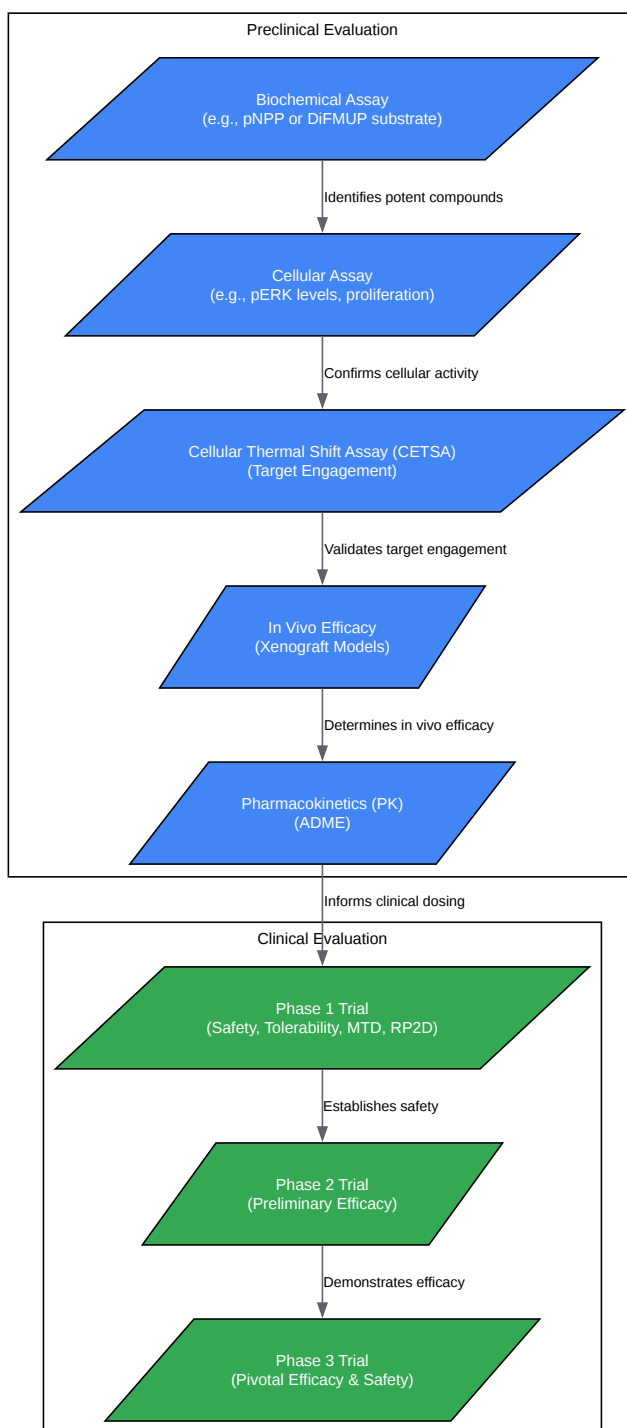 Preclinical Evaluation
Biochemical Assay
(e.g., pNPP or DiFMUP substrate)
Identifies potent compounds
Cellular Assay
(e.g., pERK levels, proliferation)
Confirms cellular activity
Cellular Thermal Shift Assay (CETSA)
(Target Engagement)
Validates target engagement
In Vivo Efficacy
(Xenograft Models)
Determines in vivo efficacy
Pharmacokinetics (PK)
(ADME)
Informs clinical dosing
Clinical Evaluation
Phase 1 Trial
(Safety, Tolerability, MTD, RP2D)
Establishes safety
Phase 2 Trial
(Preliminary Efficacy)
Demonstrates efficacy
Phase 3 Trial
(Pivotal Efficacy & Safety)